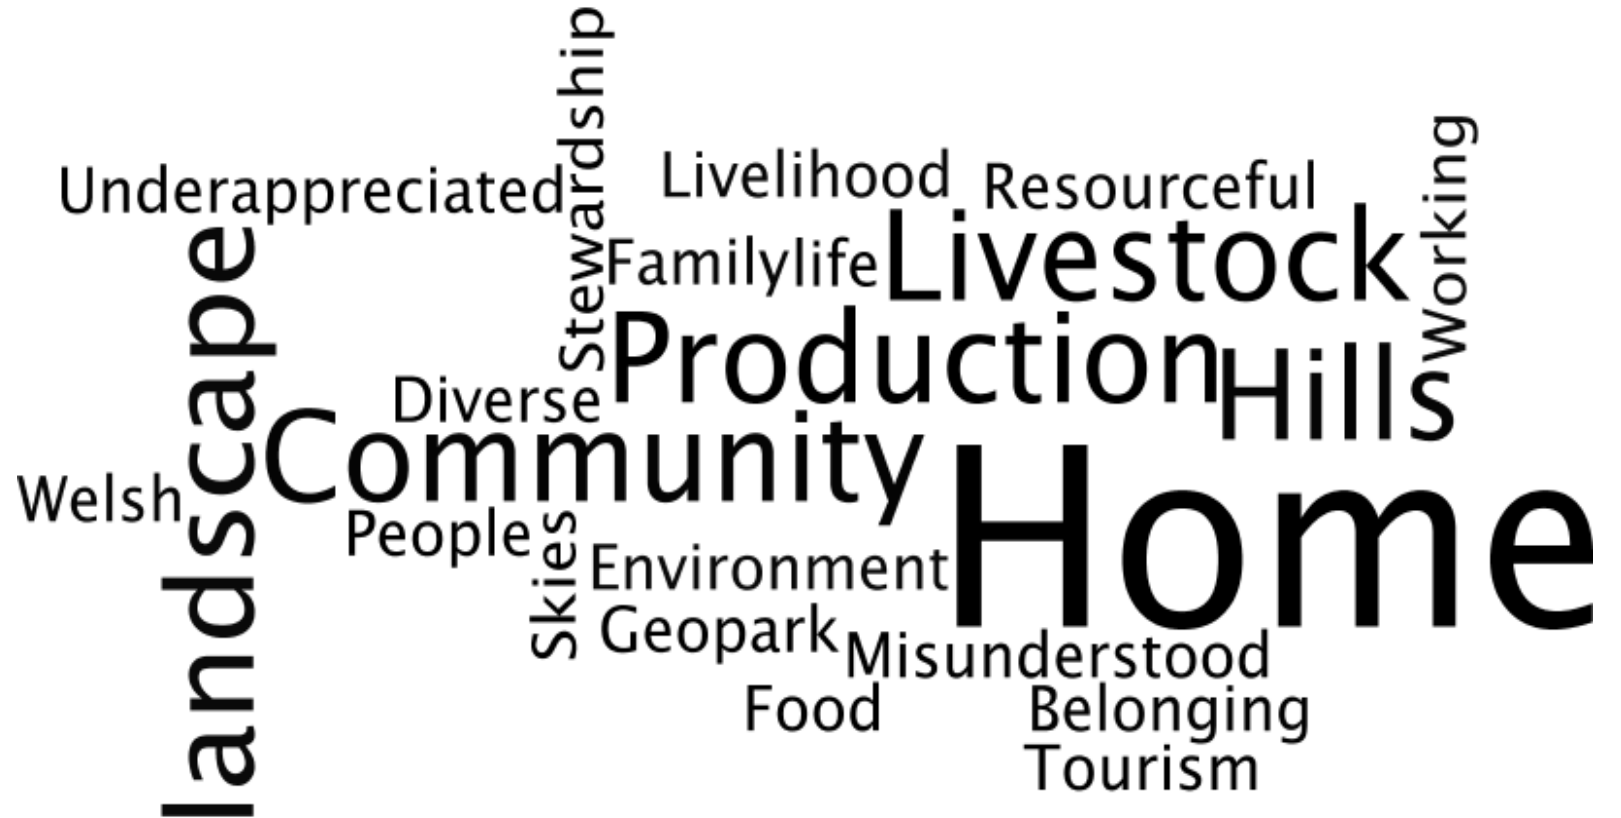 Stewardship
Underappreciated
Livelihood
Resourceful
Working
Familylife
Livestock
landscape
Production
Hills
Diverse
Community
Welsh
People
Skies
Environment
Home
Geopark
Misunderstood
Food
Belonging
Tourism